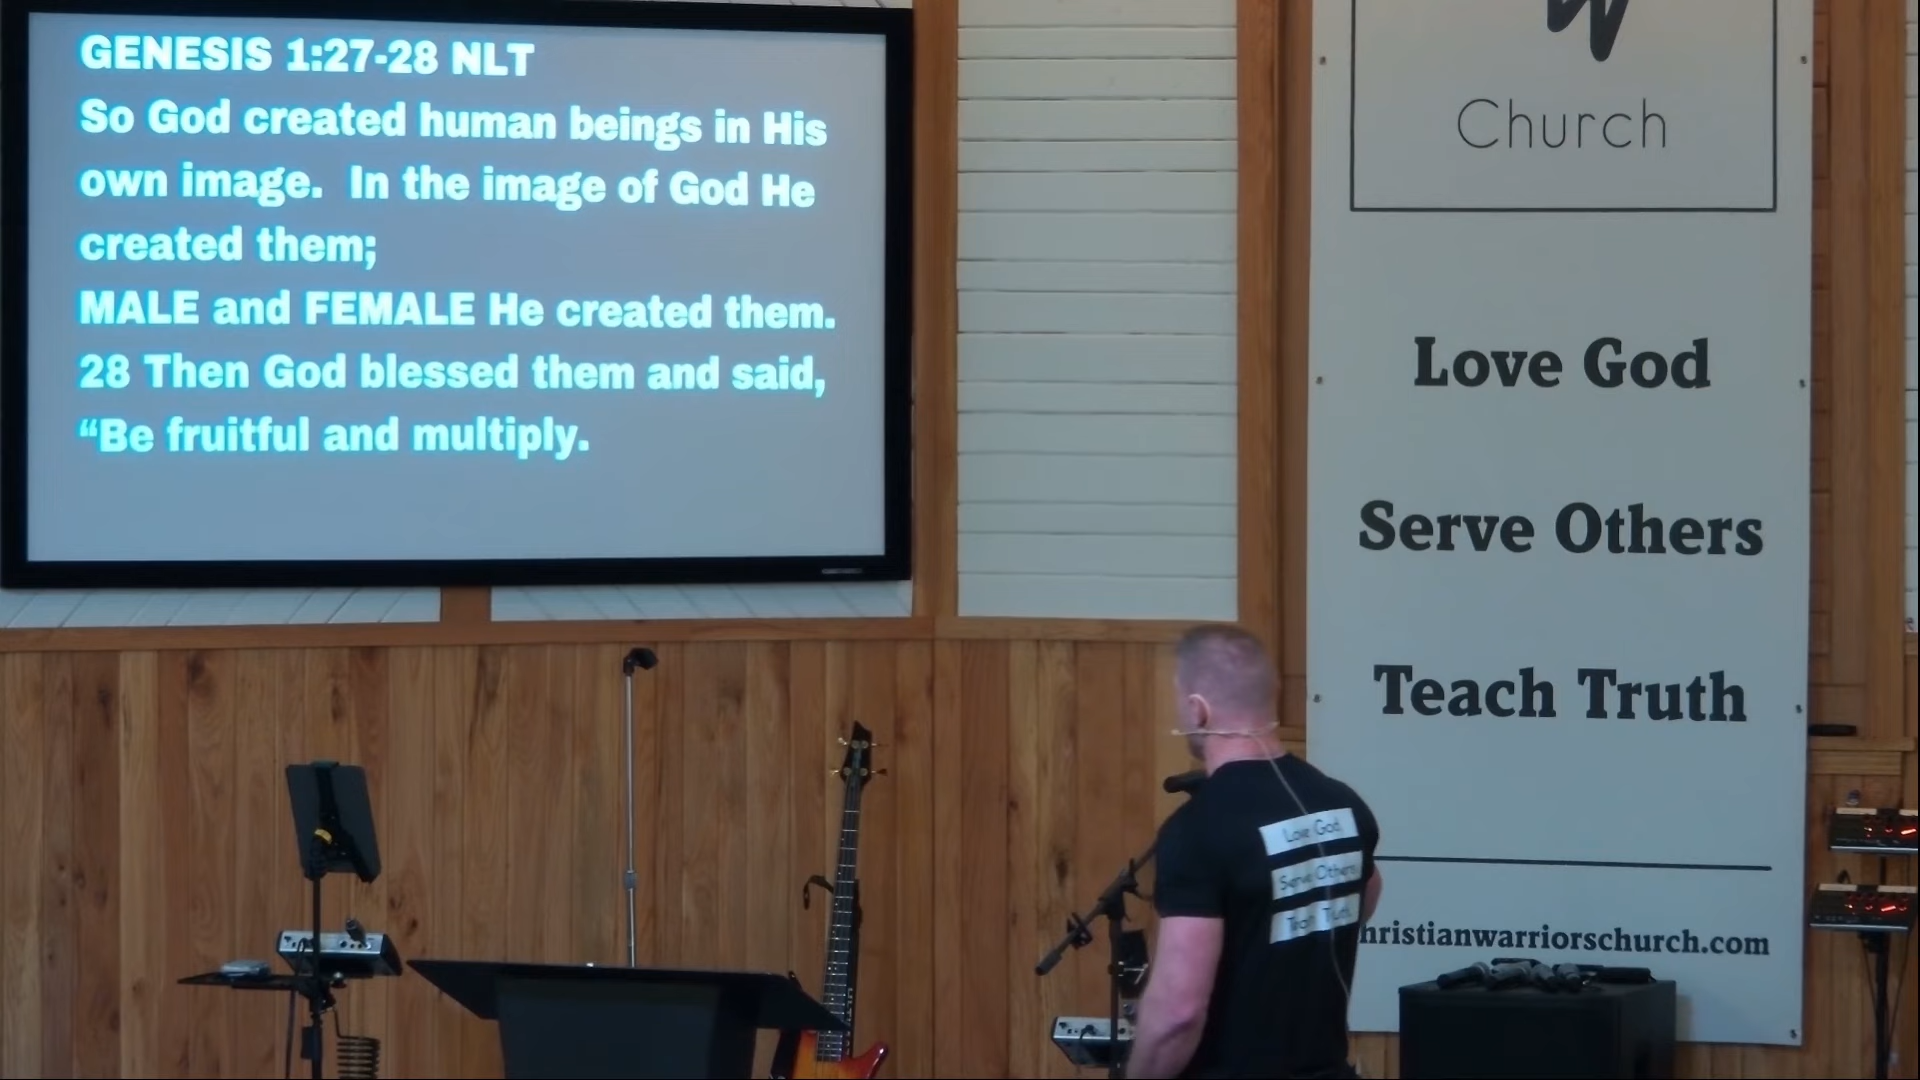 GENESIS 1:27-28 NLT
So God created human beings in His
own image.  In the image of God He
created them;
MALE and FEMALE He created them.
28 Then God blessed them and said,
“Be fruitful and multiply.
W
Church
Love God
Serve Others
Teach Truth
hristianwarriorschurch.com
Love God
Serve Others
Teach Truth